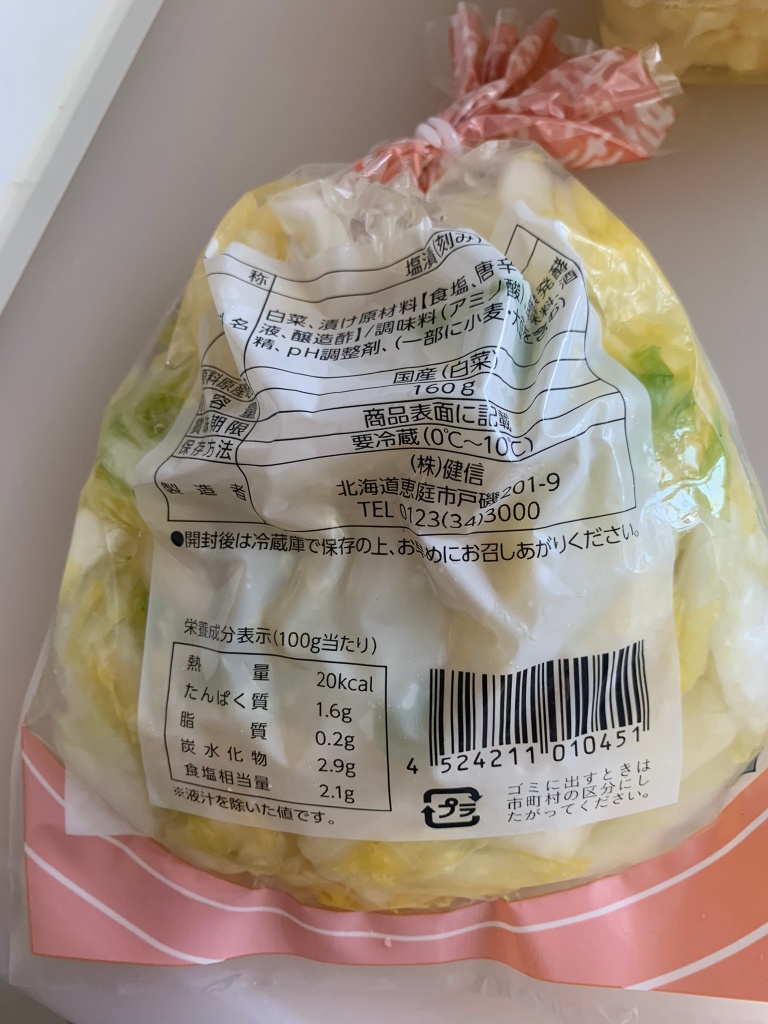 称 塩漬(刻み)
名 白菜、漬け原材料【食塩、唐辛
液、醸造酢】/調味料(アミノ酸)
精、pH調整剤、(一部に小麦・
国産(白菜)
容量 160g
期限 商品表面に記載
保存方法 要冷蔵(0℃~10℃)
製造者 (株)健信
北海道恵庭市戸磯201-9
TEL 0123(34)3000
●開封後は冷蔵庫で保存の上、お早めにお召しあがりください。
栄養成分表示(100g当たり)
熱量 20kcal
たんぱく質 1.6g
脂質 0.2g
炭水化物 2.9g
食塩相当量 2.1g
※液汁を除いた値です。
4 524211 010451
プラ
ゴミに出すときは
市町村の区分にし
たがってください。